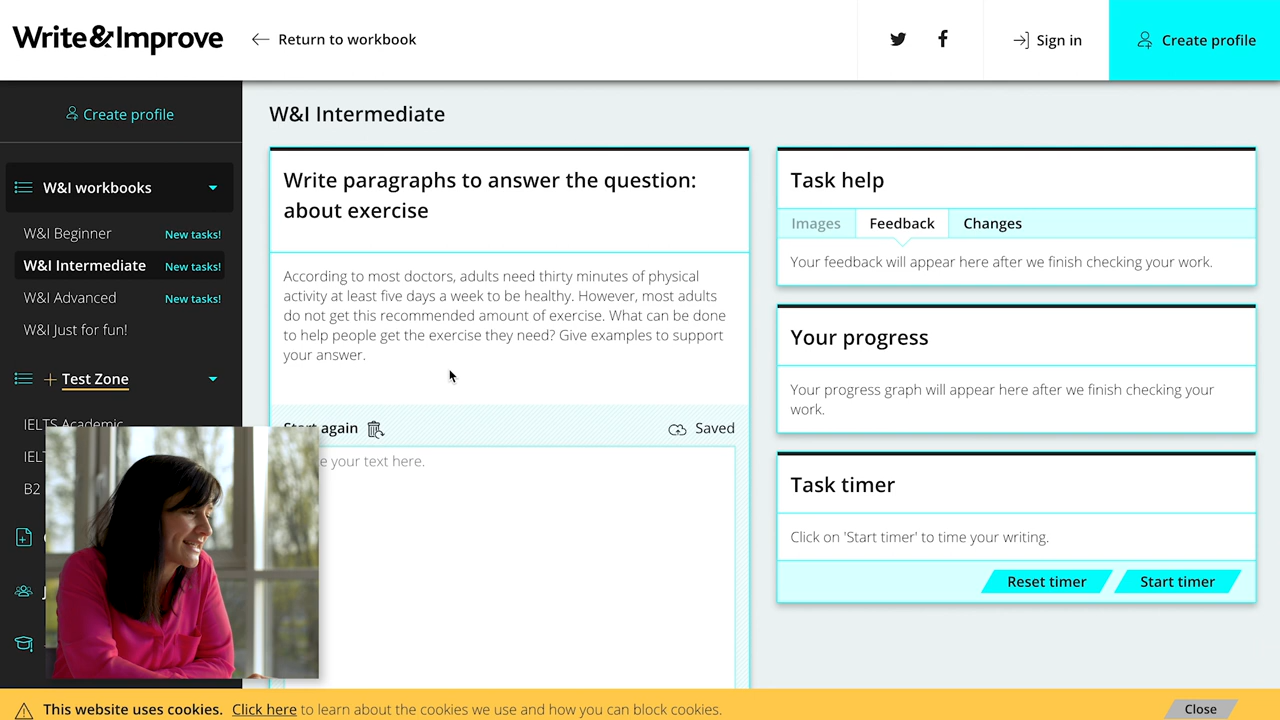 Write&Improve
Return to workbook
Sign in
Create profile
Create profile
W&I workbooks
W&I Beginner New tasks!
W&I Intermediate New tasks!
W&I Advanced New tasks!
W&I Just for fun!
Test Zone
IELTS Academic
B2
W&I Intermediate
Write paragraphs to answer the question:
about exercise
According to most doctors, adults need thirty minutes of physical
activity at least five days a week to be healthy. However, most adults
do not get this recommended amount of exercise. What can be done
to help people get the exercise they need? Give examples to support
your answer.
again
Saved
your text here.
Task help
Images Feedback Changes
Your feedback will appear here after we finish checking your work.
Your progress
Your progress graph will appear here after we finish checking your
work.
Task timer
Click on 'Start timer' to time your writing.
Reset timer Start timer
This website uses cookies. Click here to learn about the cookies we use and how you can block cookies.
Close